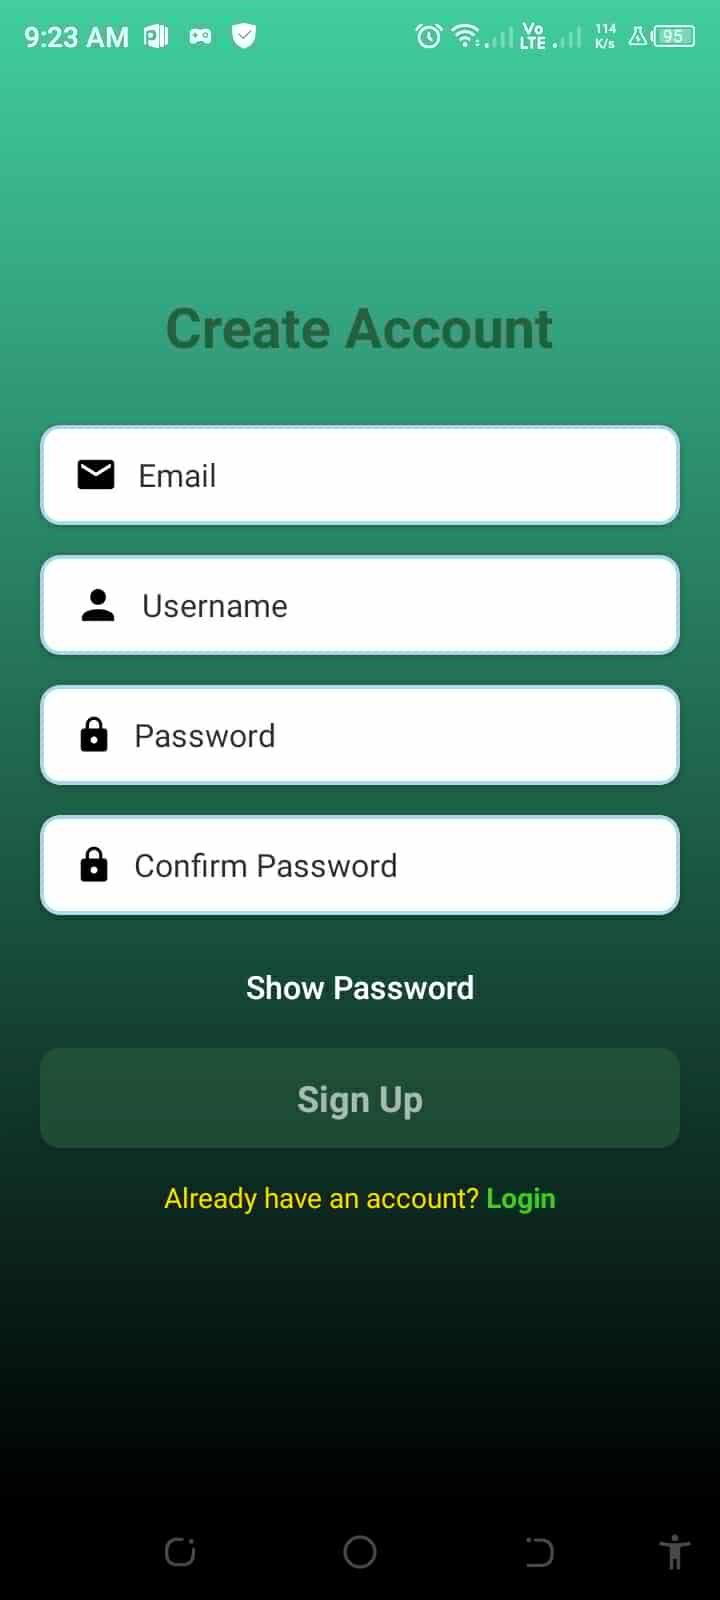 9:23 AM
Vo LTE
114 K/s
95
Create Account
Email
Username
Password
Confirm Password
Show Password
Sign Up
Already have an account? Login